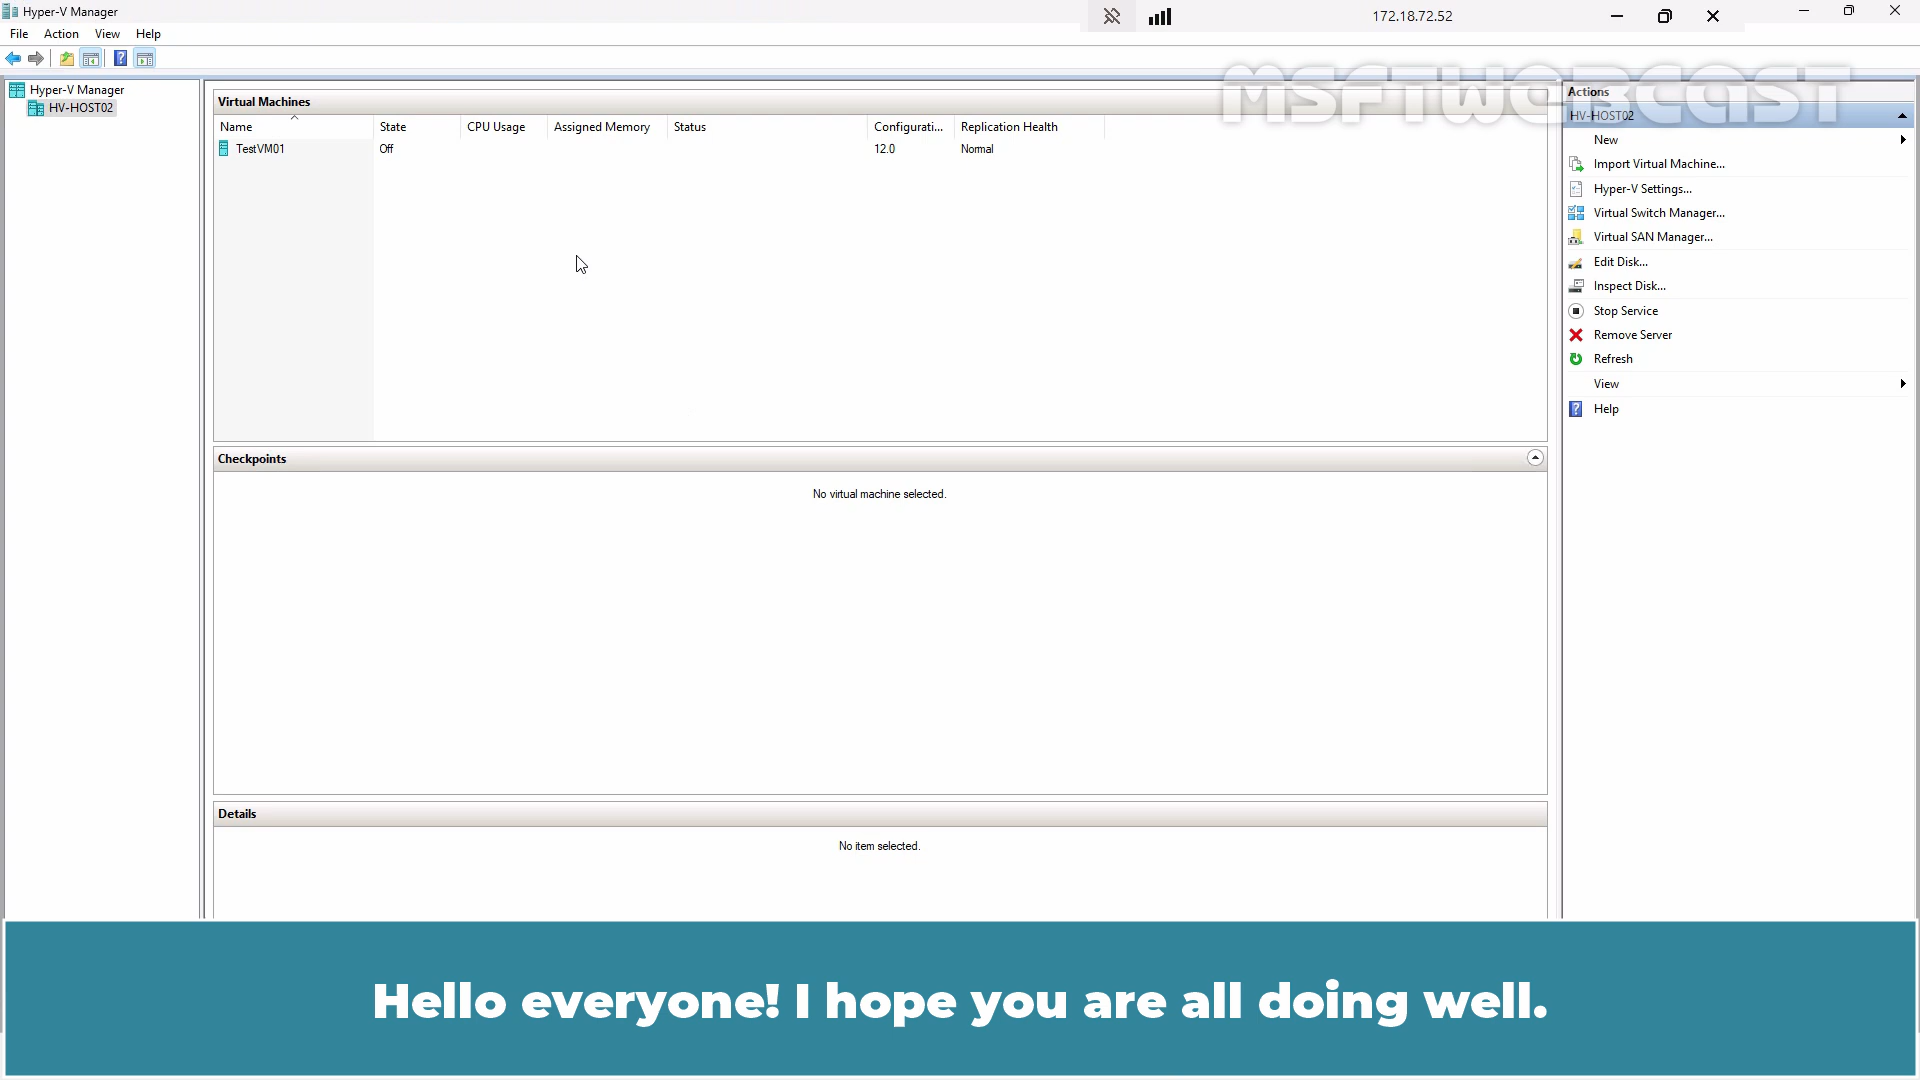 Hyper-V Manager
172.18.72.52
File Action View Help
MSFTWEBCAST
Hyper-V Manager
HV-HOST02
Virtual Machines
Name State CPU Usage Assigned Memory Status Configurati... Replication Health
TestVM01 Off 12.0 Normal
Checkpoints
No virtual machine selected.
Details
No item selected.
Actions
HV-HOST02
New
Import Virtual Machine...
Hyper-V Settings...
Virtual Switch Manager...
Virtual SAN Manager...
Edit Disk...
Inspect Disk...
Stop Service
Remove Server
Refresh
View
Help
Hello everyone! I hope you are all doing well.